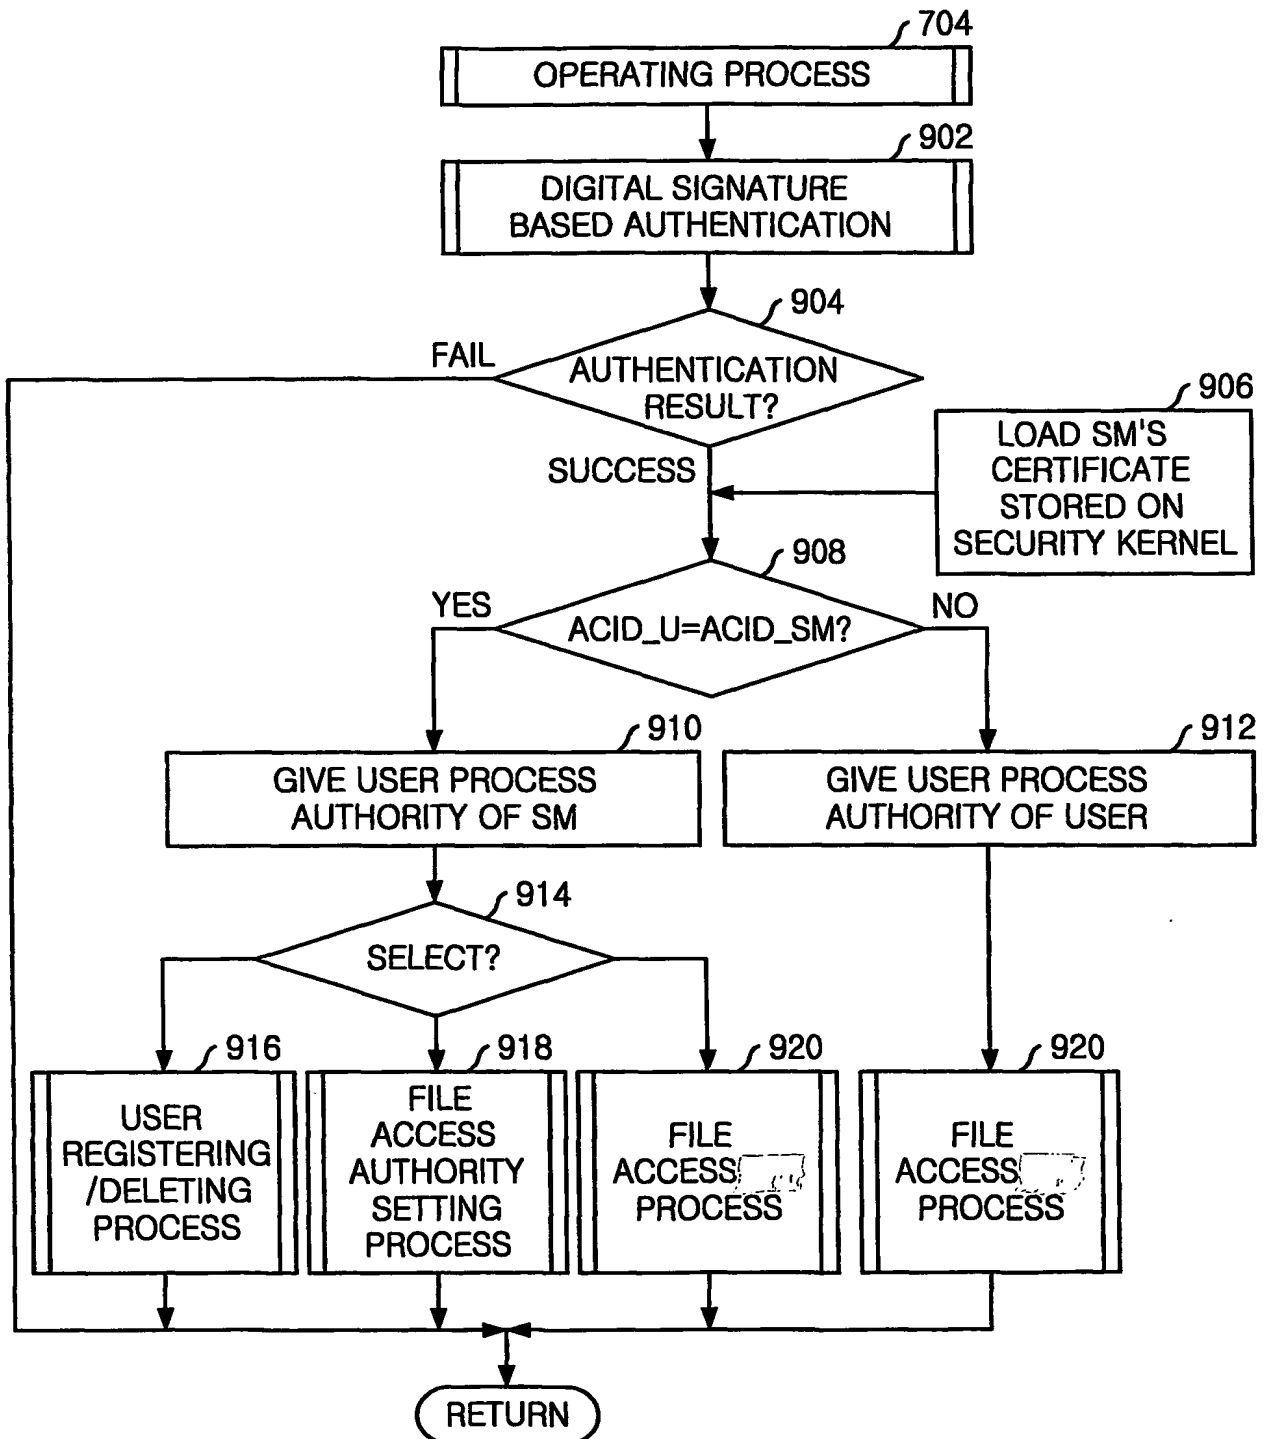 704
OPERATING PROCESS
902
DIGITAL SIGNATURE
BASED AUTHENTICATION
904
FAIL
AUTHENTICATION
RESULT?
906
LOAD SM'S
CERTIFICATE
STORED ON
SECURITY KERNEL
SUCCESS
908
YES
ACID_U=ACID_SM?
NO
910
GIVE USER PROCESS
AUTHORITY OF SM
912
GIVE USER PROCESS
AUTHORITY OF USER
914
SELECT?
916
USER
REGISTERING
/DELETING
PROCESS
918
FILE
ACCESS
AUTHORITY
SETTING
PROCESS
920
FILE
ACCESS
PROCESS
920
FILE
ACCESS
PROCESS
RETURN